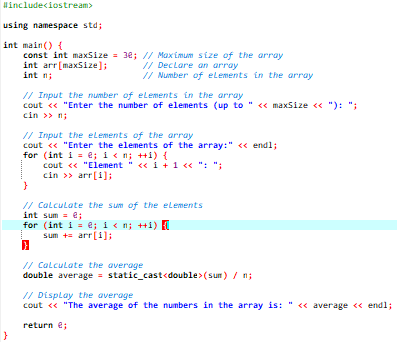 #include<iostream>
using namespace std;
int main() {
const int maxSize = 30; // Maximum size of the array
int arr[maxSize]; // Declare an array
int n; // Number of elements in the array
// Input the number of elements in the array
cout << "Enter the number of elements (up to " << maxSize << "): ";
cin >> n;
// Input the elements of the array
cout << "Enter the elements of the array:" << endl;
for (int i = 0; i < n; ++i) {
cout << "Element " << i + 1 << ": ";
cin >> arr[i];
}
// Calculate the sum of the elements
int sum = 0;
for (int i = 0; i < n; ++i) {
sum += arr[i];
}
// Calculate the average
double average = static_cast<double>(sum) / n;
// Display the average
cout << "The average of the numbers in the array is: " << average << endl;
return 0;
}